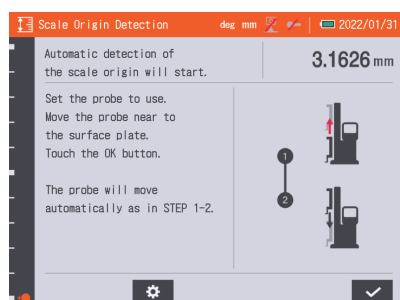 Scale Origin Detection
deg mm
2022/01/31
Automatic detection of
the scale origin will start.
3.1626 mm
Set the probe to use.
Move the probe near to
the surface plate.
Touch the OK button.
The probe will move
automatically as in STEP 1-2.
1
2